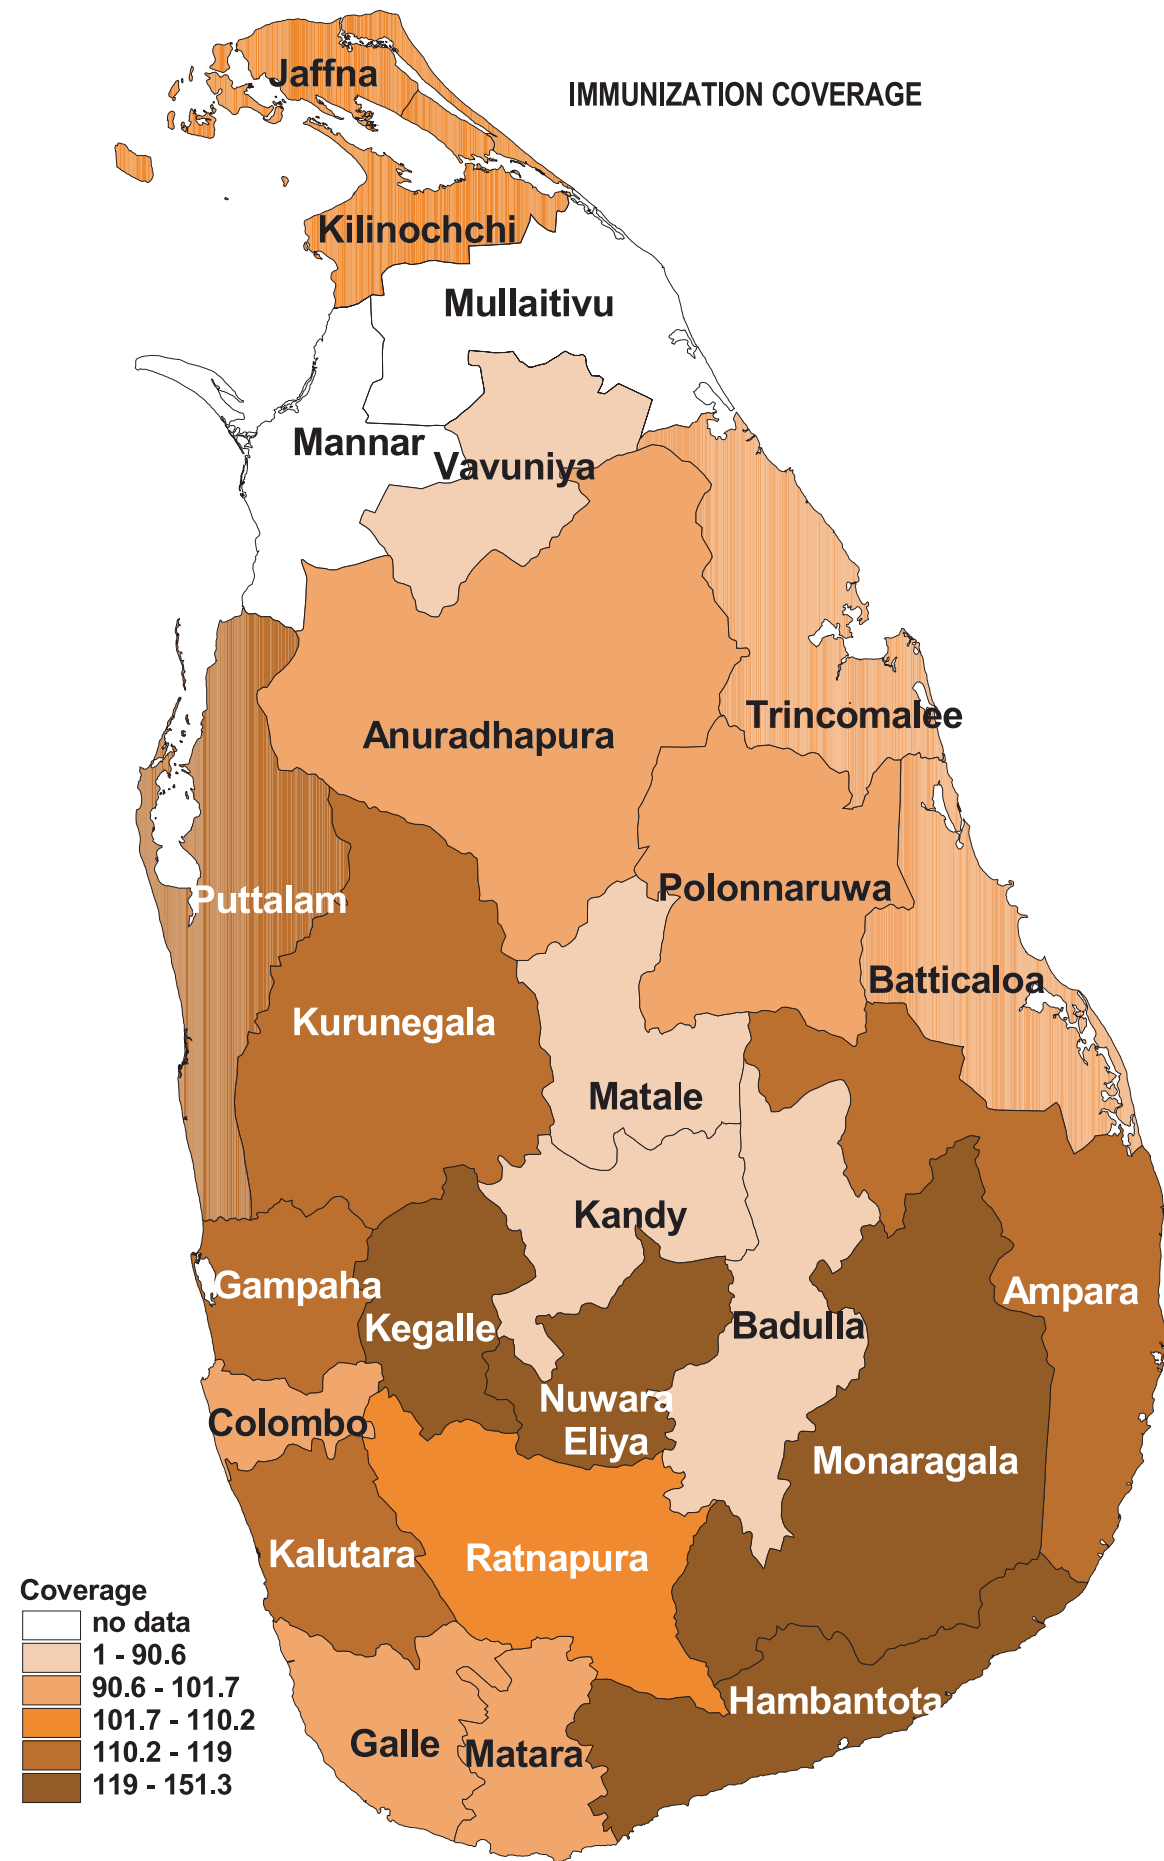 Jaffna
IMMUNIZATION COVERAGE
Kilinochchi
Mullaitivu
Mannar
Vavuniya
Trincomalee
Anuradhapura
Polonnaruwa
Puttalam
Batticaloa
Kurunegala
Matale
Kandy
Gampaha
Ampara
Kegalle
Badulla
Nuwara
Eliya
Colombo
Monaragala
Kalutara
Ratnapura
Hambantota
Galle
Matara
Coverage
no data
1 - 90.6
90.6 - 101.7
101.7 - 110.2
110.2 - 119
119 - 151.3